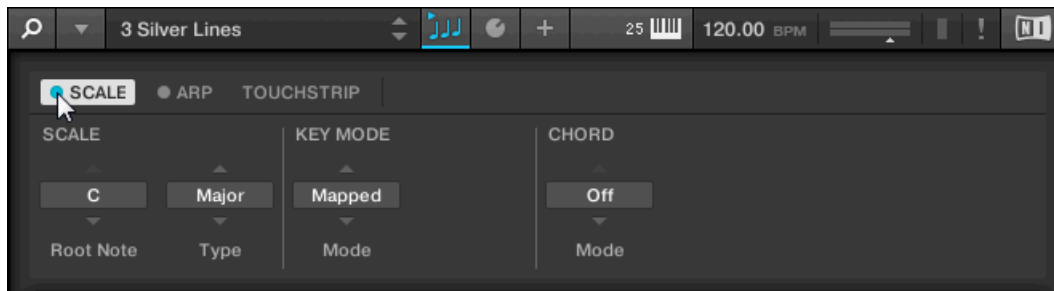 3 Silver Lines 25 120.00 BPM ! NI
SCALE ARP TOUCHSTRIP
SCALE KEY MODE CHORD
C Major Mapped Off
Root Note Type Mode Mode